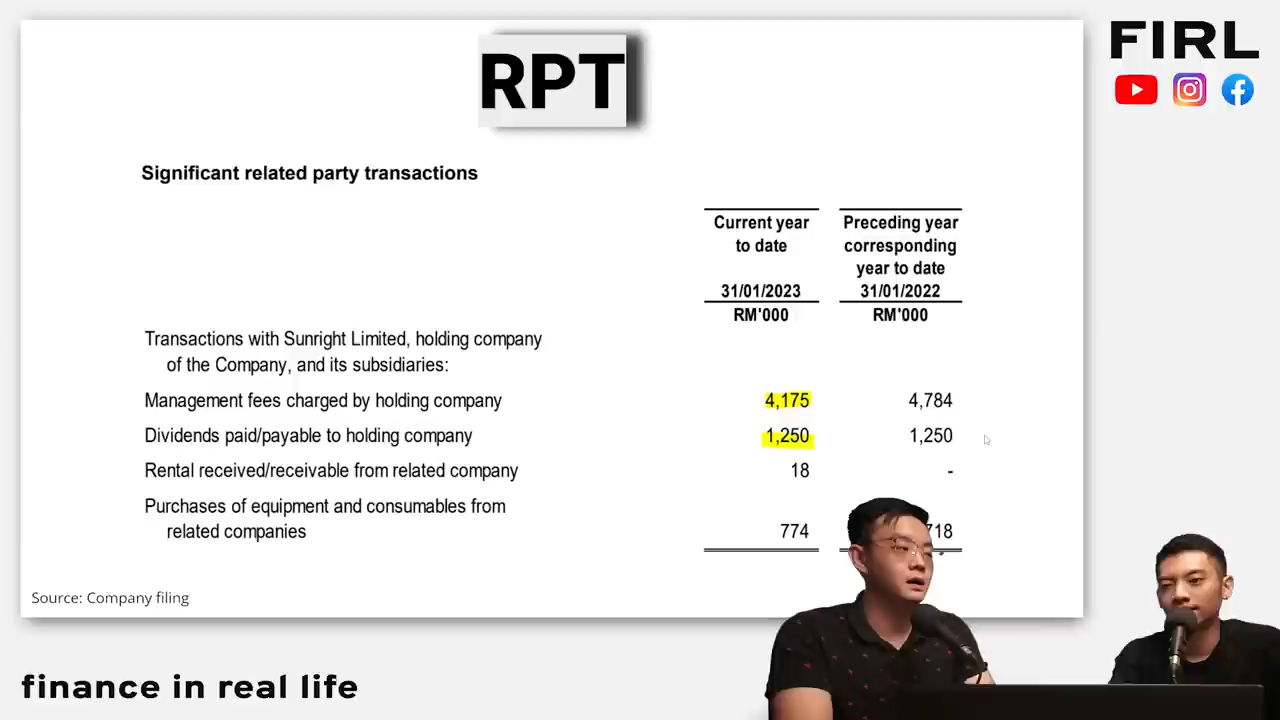 RPT
FIRL
Significant related party transactions
Current year
to date
31/01/2023
RM'000
Preceding year
corresponding
year to date
31/01/2022
RM'000
Transactions with Sunright Limited, holding company
of the Company, and its subsidiaries:
Management fees charged by holding company 4,175 4,784
Dividends paid/payable to holding company 1,250 1,250
Rental received/receivable from related company 18 -
Purchases of equipment and consumables from
related companies 774
Source: Company filing
finance in real life